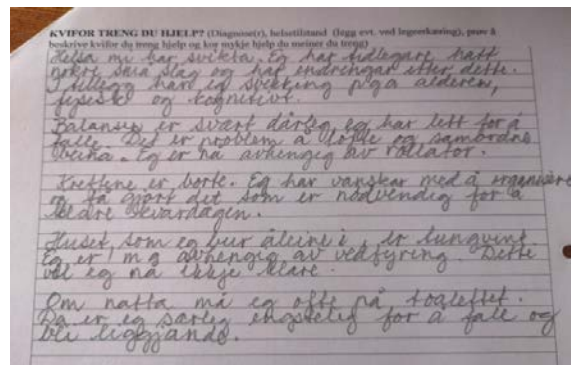 KVIFOR TRENG DU HJELP? (Diagnose(r), helsetilstand (legg evt. ved legeerklæring), prøv å
beskrive kvifor du treng hjelp og kor mykje hjelp du meiner du treng)
Helsa mi har svikta. Eg har tidlegare hatt
nokre små slag og har endringar etter dette.
I tillegg har eg svekking pga alderen,
fysisk og kognitivt.
Balansen er svært dårleg eg har lett for å
falle. Det er problem å løfte og samordne
beina. Eg er nå avhengig av rollator.
Kreftene er borte. Eg har vanskar med å organisere
og få gjort det som er nødvendig for å
klare kvardagen.
Huset, som eg bur åleine i, er tungvint.
Eg er m a avhengig av vedfyring. Dette
vil eg nå ikkje klare.
Om natta må eg ofte på toalettet.
Da er eg særleg engstelig for å fall og
bli liggjande.